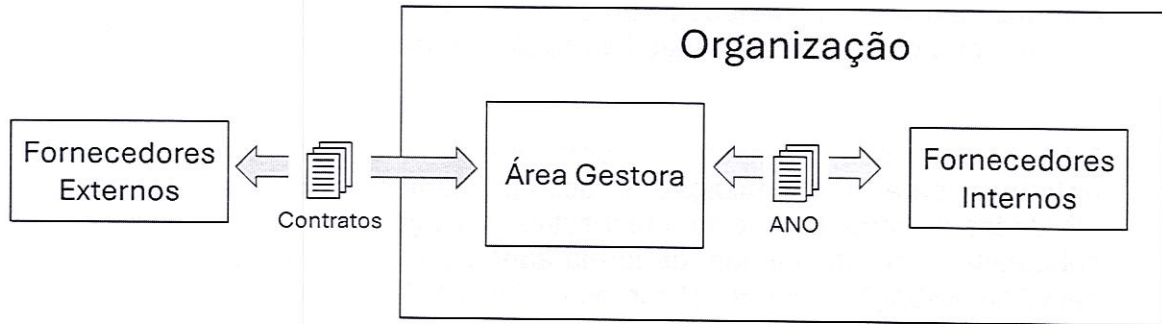 Organização
Fornecedores
Externos
Contratos
Área Gestora
ANO
Fornecedores
Internos